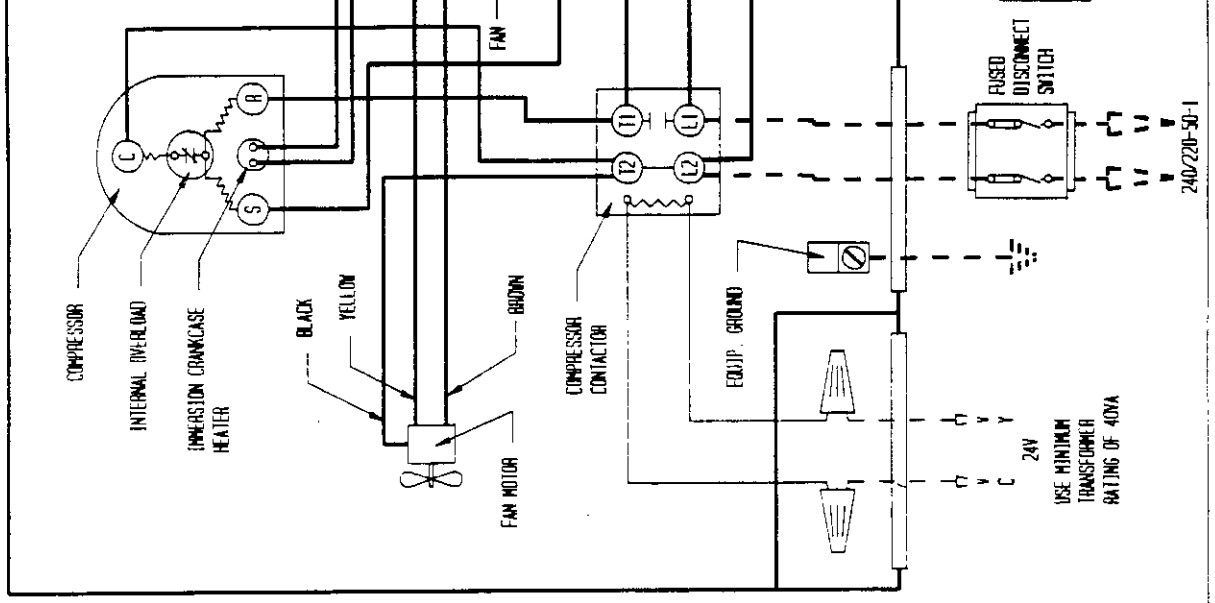 COMPRESSOR
INTERNAL OVERLOAD
IMMERSION CRANKCASE
HEATER
BLACK
YELLOW
BROWN
FAN MOTOR
FAN
C
R
S
T1
L1
T2
L2
COMPRESSOR
CONTACTOR
EQUIP. GROUND
FUSED
DISCONNECT
SWITCH
240/220-50-1
Y
C
24V
USE MINIMUM
TRANSFORMER
RATING OF 40VA